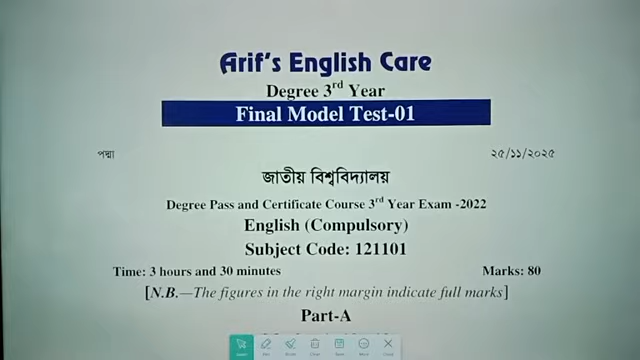 Arif's English Care
Degree 3rd Year
Final Model Test-01
পদ্মা ২৫/১১/২০২৫
জাতীয় বিশ্ববিদ্যালয়
Degree Pass and Certificate Course 3rd Year Exam -2022
English (Compulsory)
Subject Code: 121101
Time: 3 hours and 30 minutes Marks: 80
[N.B.—The figures in the right margin indicate full marks]
Part-A